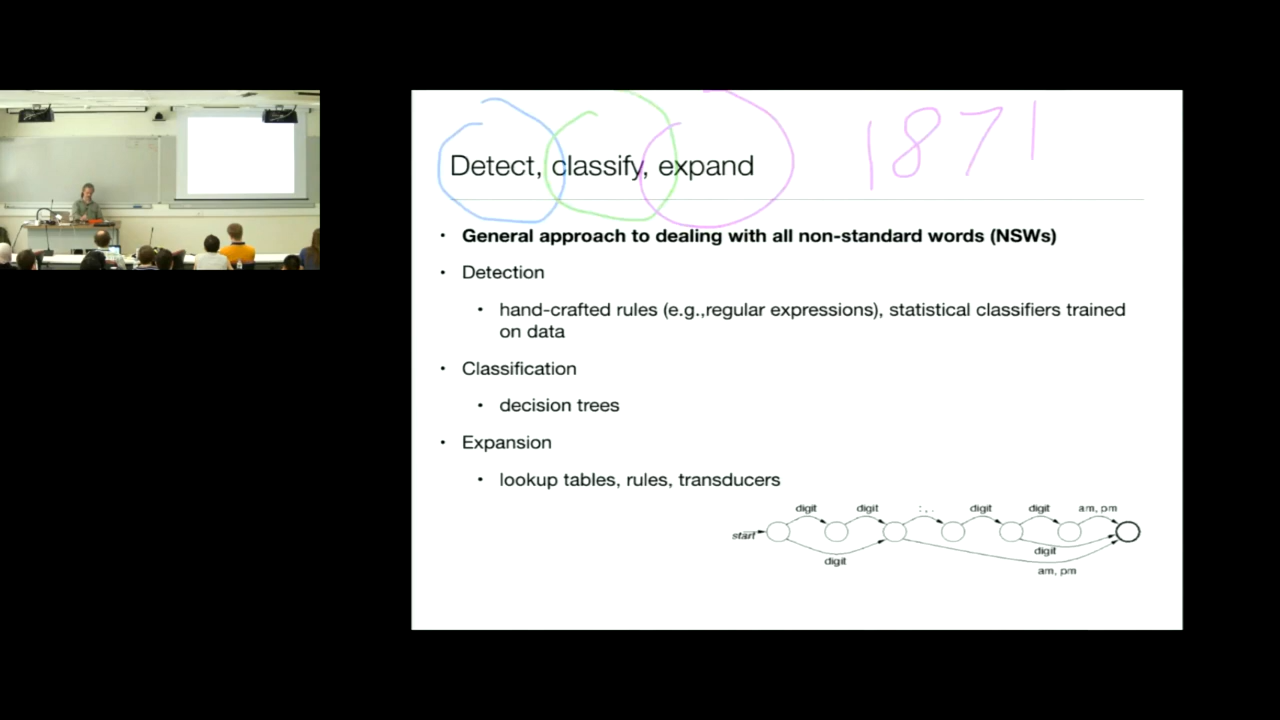 1871
Detect, classify, expand
• General approach to dealing with all non-standard words (NSWs)
• Detection
• hand-crafted rules (e.g.,regular expressions), statistical classifiers trained
on data
• Classification
• decision trees
• Expansion
• lookup tables, rules, transducers
digit digit : , . digit digit am, pm
start
digit
digit
am, pm